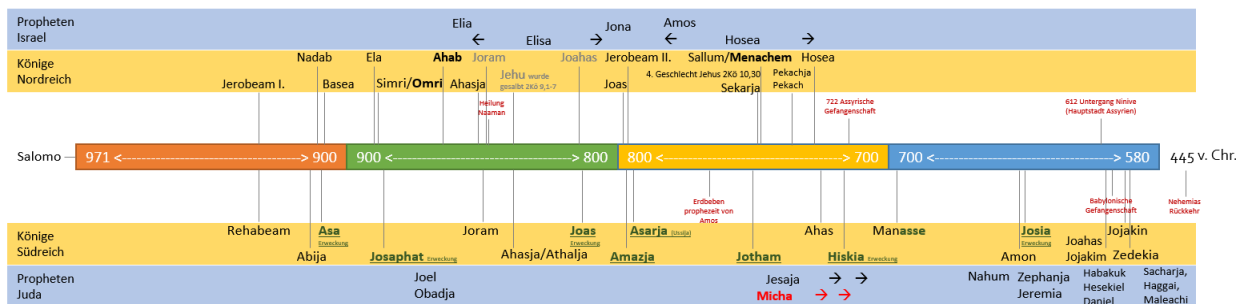 Propheten
Israel
Elia
←
Elisa
→
Jona
Amos
←
Hosea
→
Könige
Nordreich
Nadab
Ela
Ahab
Joram
Joahas
Jerobeam II.
Sallum/Menachem
Hosea
Jerobeam I.
Basea
Simri/Omri
Ahasja
Jehu wurde
gesalbt 2Kö 9,1-7
Joas
4. Geschlecht Jehus 2Kö 10,30
Sekarja
Pekachja
Pekach
Heilung
Naaman
722 Assyrische
Gefangenschaft
612 Untergang Ninive
(Hauptstadt Assyrien)
Salomo
971 <-----------------------------------> 900
900 <-----------------------------------> 800
800 <-----------------------------------> 700
700 <-----------------------------------> 580
445 v. Chr.
Erdbeben
prophezeit von
Amos
Babylonische
Gefangenschaft
Nehemias
Rückkehr
Könige
Südreich
Rehabeam
Asa
Erweckung
Joram
Joas
Erweckung
Asarja (Ussija)
Ahas
Manasse
Josia
Erweckung
Jojakin
Abija
Josaphat Erweckung
Ahasja/Athalja
Amazja
Jotham
Hiskia Erweckung
Amon
Joahas
Jojakim
Zedekia
Propheten
Juda
Joel
Obadja
Jesaja → →
Micha → →
Nahum
Zephanja
Jeremia
Habakuk
Hesekiel
Daniel
Sacharja,
Haggai,
Maleachi